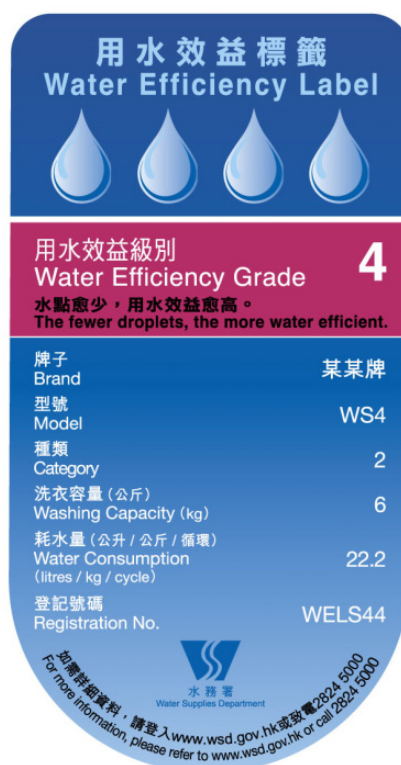 用水效益標籤
Water Efficiency Label
用水效益級別
Water Efficiency Grade 4
水點愈少，用水效益愈高。
The fewer droplets, the more water efficient.
牌子
Brand
某某牌
型號
Model
WS4
種類
Category
2
洗衣容量（公斤）
Washing Capacity (kg)
6
耗水量（公升 / 公斤 / 循環）
Water Consumption
(litres / kg / cycle)
22.2
登記號碼
Registration No.
WELS44
水務署
Water Supplies Department
如需詳細資料，請登入www.wsd.gov.hk或致電2824 5000
For more information, please refer to www.wsd.gov.hk or call 2824 5000